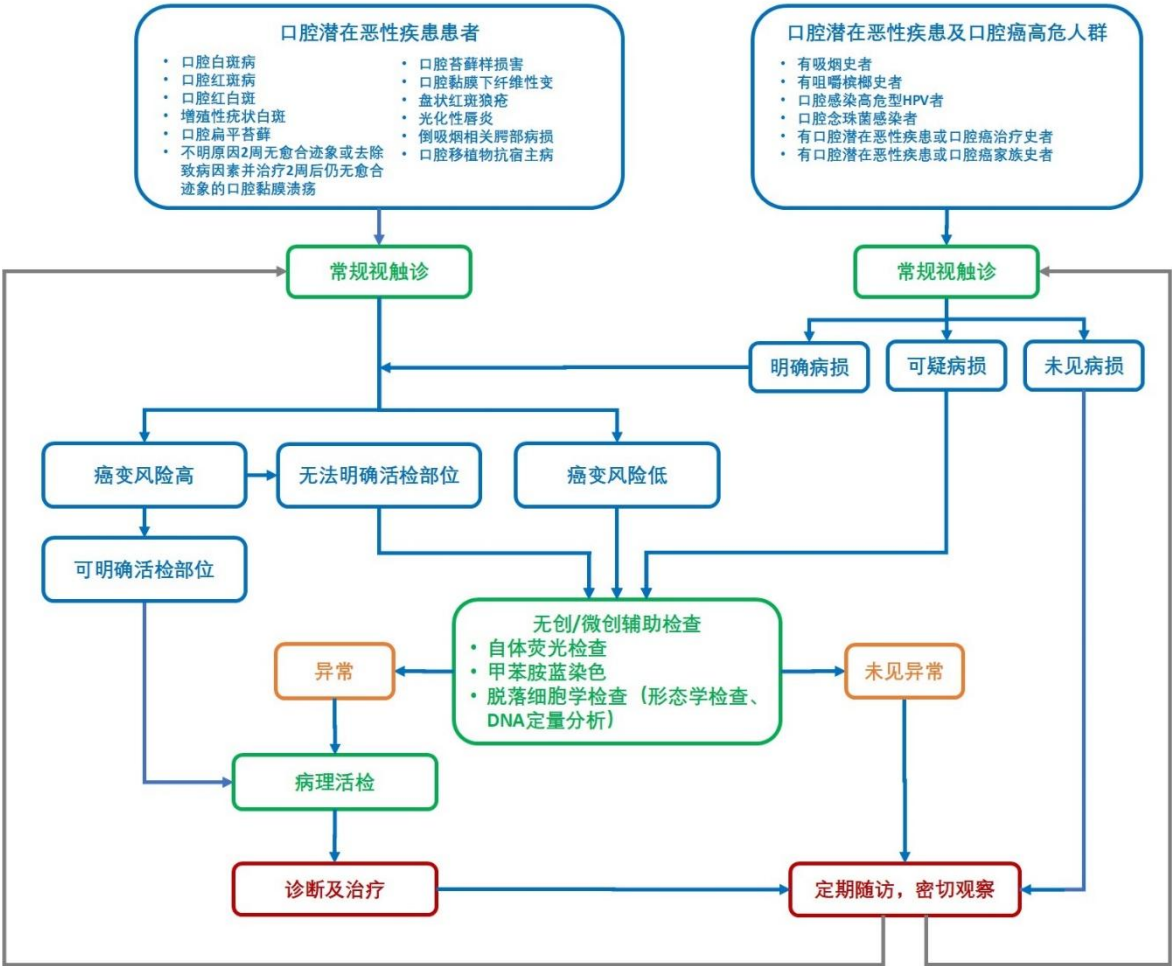 口腔潜在恶性疾患患者
• 口腔白斑病
• 口腔红斑病
• 口腔红白斑
• 增殖性疣状白斑
• 口腔扁平苔藓
• 不明原因2周无愈合迹象或去除
致病因素并治疗2周后仍无愈合
迹象的口腔黏膜溃疡
• 口腔苔藓样损害
• 口腔黏膜下纤维性变
• 盘状红斑狼疮
• 光化性唇炎
• 倒吸烟相关腭部病损
• 口腔移植物抗宿主病
口腔潜在恶性疾患及口腔癌高危人群
• 有吸烟史者
• 有咀嚼槟榔史者
• 口腔感染高危型HPV者
• 口腔念珠菌感染者
• 有口腔潜在恶性疾患或口腔癌治疗史者
• 有口腔潜在恶性疾患或口腔癌家族史者
常规视触诊
常规视触诊
明确病损
可疑病损
未见病损
癌变风险高
无法明确活检部位
癌变风险低
可明确活检部位
无创/微创辅助检查
• 自体荧光检查
• 甲苯胺蓝染色
• 脱落细胞学检查（形态学检查、
DNA定量分析）
异常
未见异常
病理活检
诊断及治疗
定期随访，密切观察